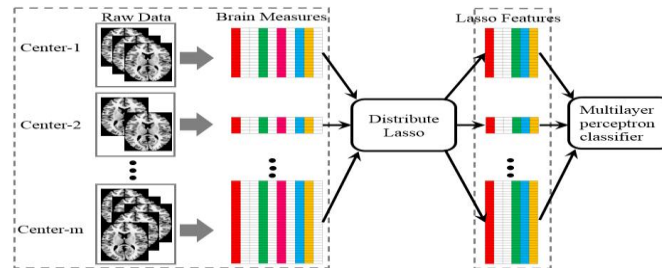 Raw Data
Brain Measures
Lasso Features
Center-1
Center-2
Distribute
Lasso
Multilayer
perceptron
classifier
Center-m